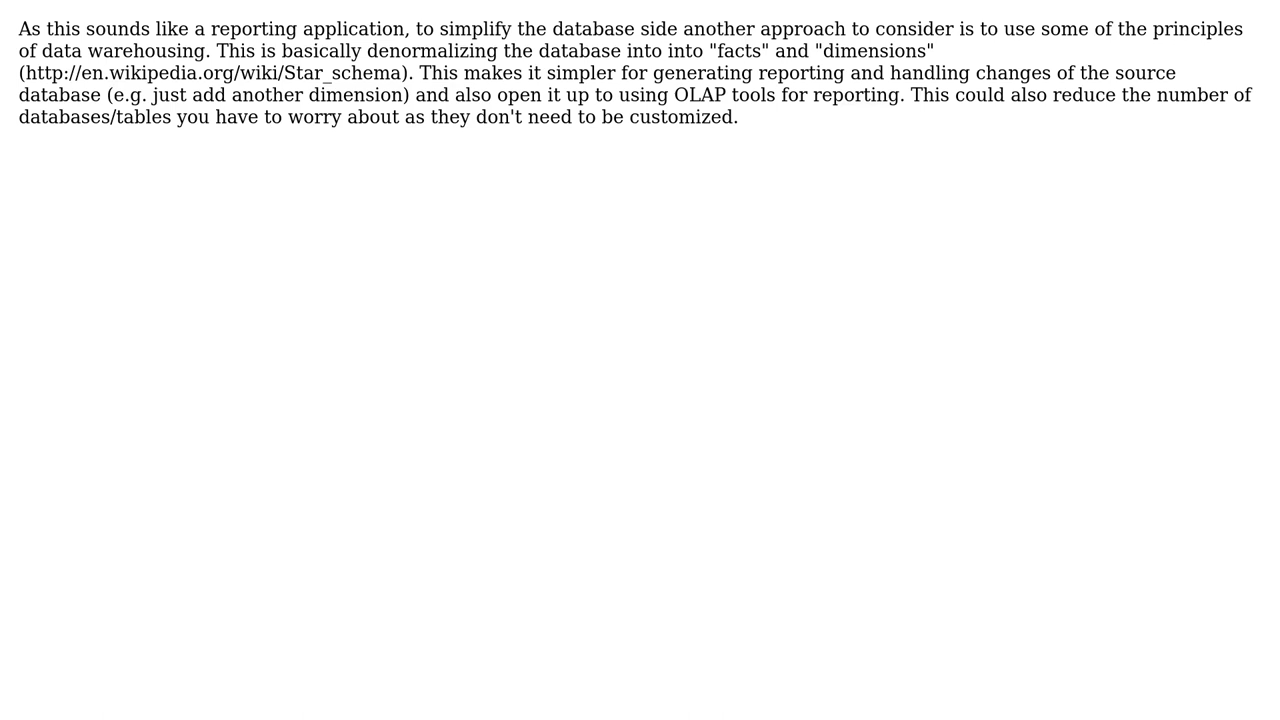 As this sounds like a reporting application, to simplify the database side another approach to consider is to use some of the principles
of data warehousing. This is basically denormalizing the database into into "facts" and "dimensions"
(http://en.wikipedia.org/wiki/Star_schema). This makes it simpler for generating reporting and handling changes of the source
database (e.g. just add another dimension) and also open it up to using OLAP tools for reporting. This could also reduce the number of
databases/tables you have to worry about as they don't need to be customized.